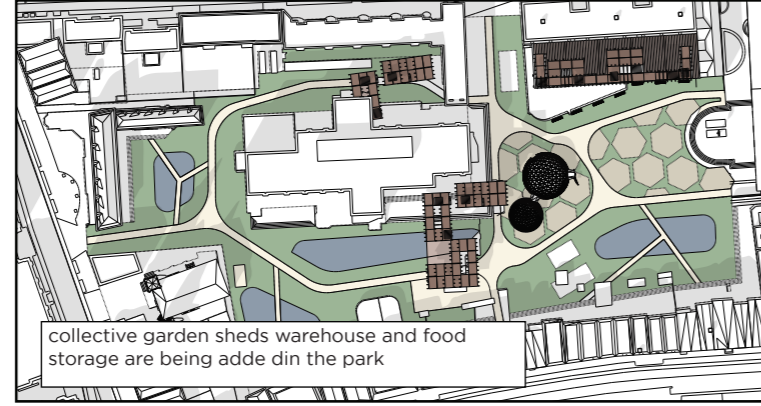 collective garden sheds warehouse and food
storage are being adde din the park